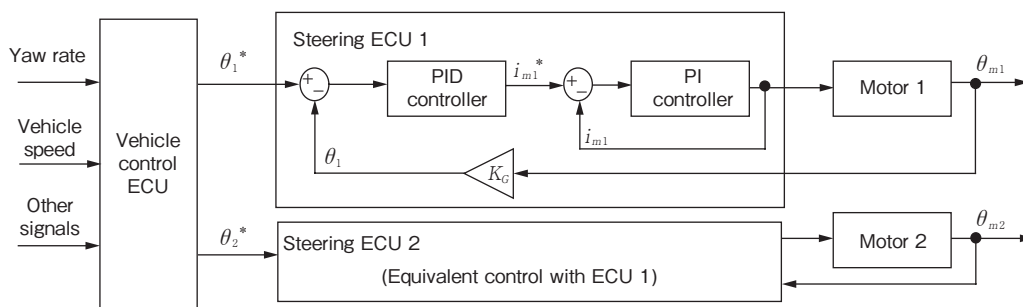 Yaw rate
Vehicle
speed
Other
signals
Vehicle
control
ECU
θ₁*
θ₂*
Steering ECU 1
+
−
PID
controller
iₘ₁*
+
−
PI
controller
iₘ₁
θ₁
K_G
Motor 1
θₘ₁
Steering ECU 2
(Equivalent control with ECU 1)
Motor 2
θₘ₂